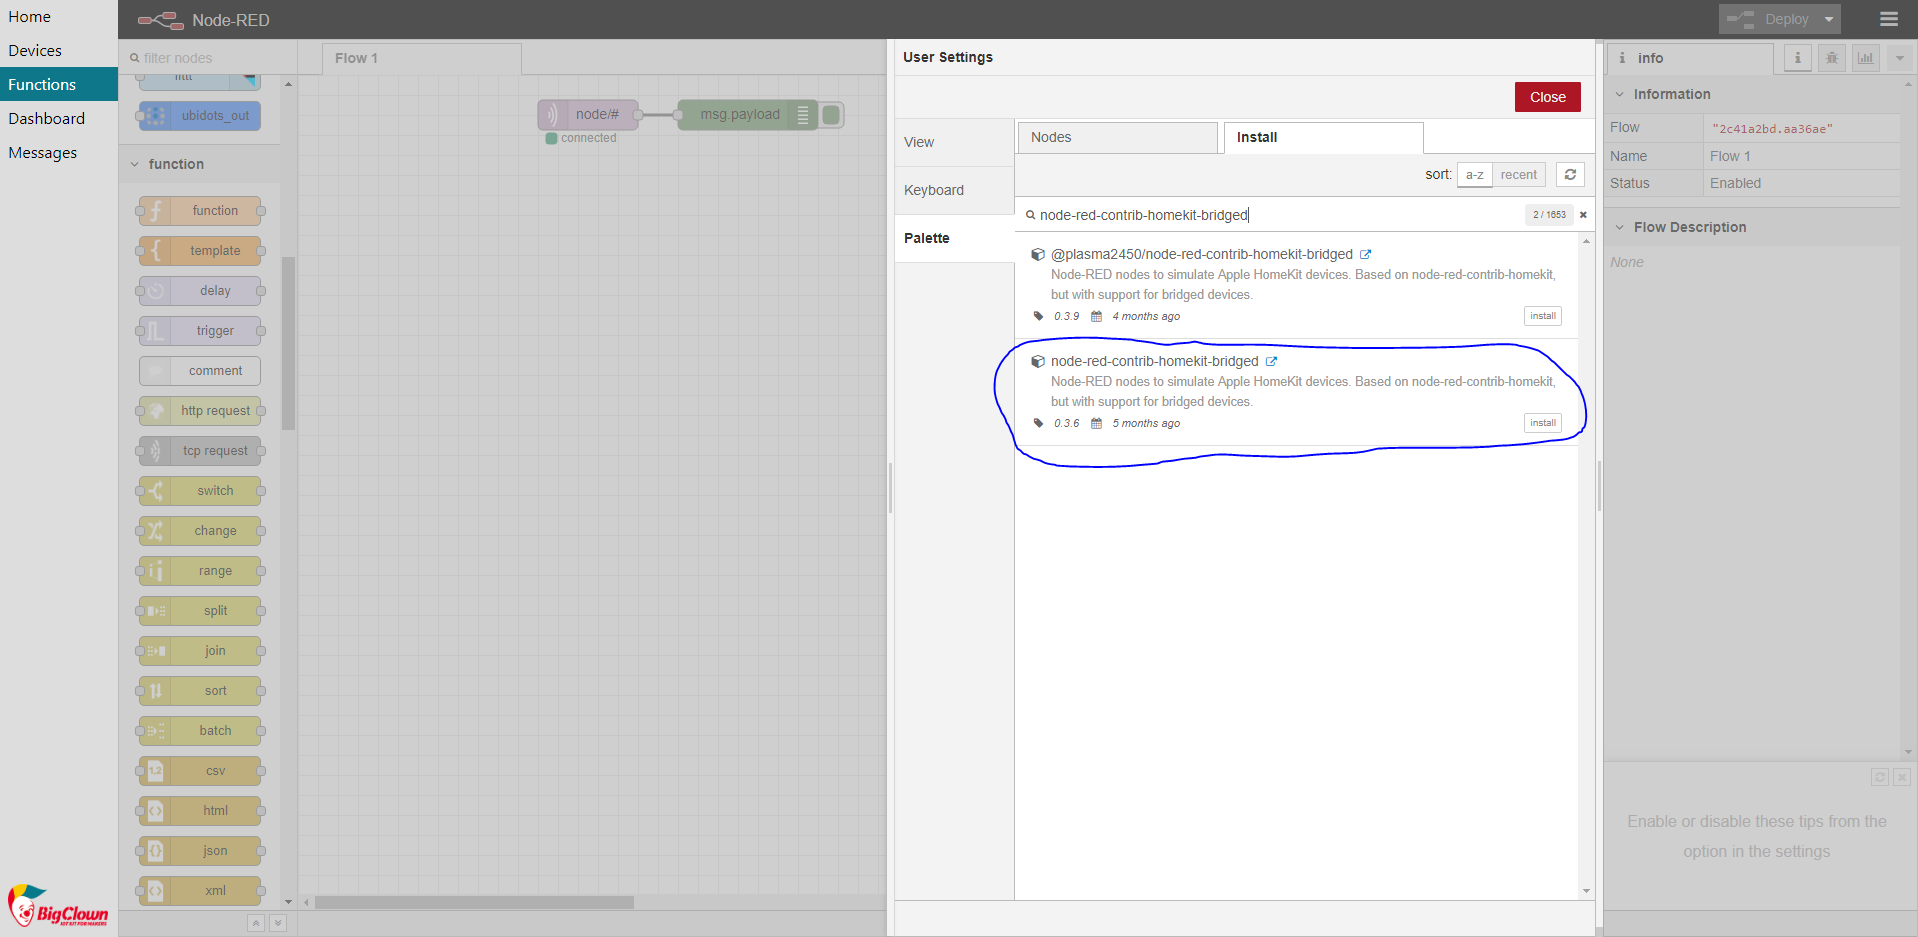 Home
Devices
Functions
Dashboard
Messages
BigClown
Node-RED
Deploy
filter nodes
ubidots_out
function
function
template
delay
trigger
comment
http request
tcp request
switch
change
range
split
join
sort
batch
csv
html
json
xml
Flow 1
node/#
connected
msg.payload
User Settings
Close
View
Keyboard
Palette
Nodes
Install
sort: a-z recent
node-red-contrib-homekit-bridged 2 / 1653
@plasma2450/node-red-contrib-homekit-bridged
Node-RED nodes to simulate Apple HomeKit devices. Based on node-red-contrib-homekit,
but with support for bridged devices.
0.3.9 4 months ago install
node-red-contrib-homekit-bridged
Node-RED nodes to simulate Apple HomeKit devices. Based on node-red-contrib-homekit,
but with support for bridged devices.
0.3.6 5 months ago install
info
Information
Flow "2c41a2bd.aa36ae"
Name Flow 1
Status Enabled
Flow Description
None
Enable or disable these tips from the
option in the settings